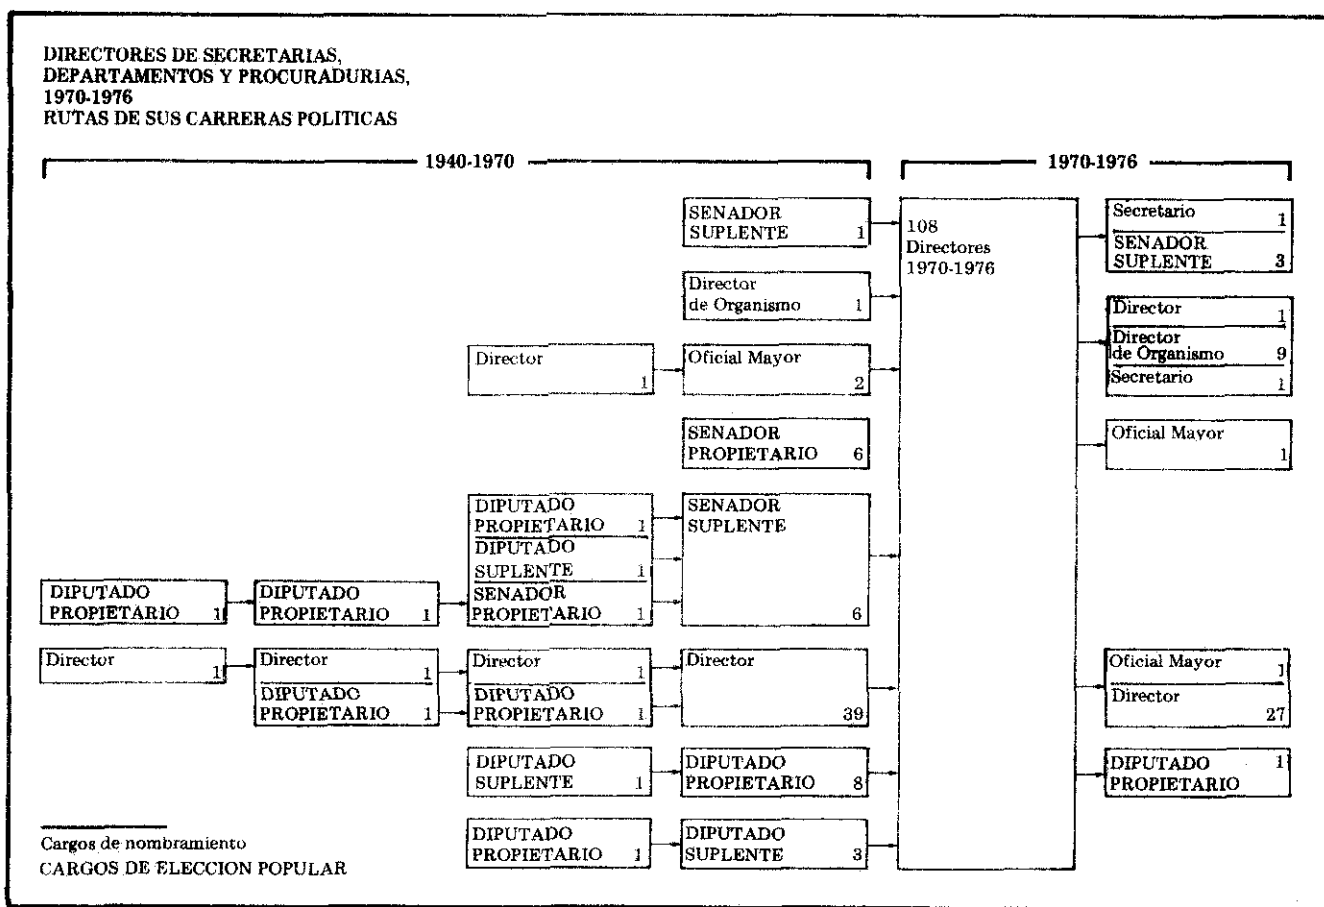 DIRECTORES DE SECRETARIAS,
DEPARTAMENTOS Y PROCURADURIAS,
1970-1976
RUTAS DE SUS CARRERAS POLITICAS
1940-1970
1970-1976
SENADOR
SUPLENTE 1
108
Directores
1970-1976
Secretario 1
SENADOR
SUPLENTE 3
Director
de Organismo 1
Director 1
Director
de Organismo 9
Secretario 1
Director
1
Oficial Mayor
2
SENADOR
PROPIETARIO 6
Oficial Mayor
1
DIPUTADO
PROPIETARIO 1
DIPUTADO
SUPLENTE 1
SENADOR
PROPIETARIO 1
SENADOR
SUPLENTE
6
DIPUTADO
PROPIETARIO 1
DIPUTADO
PROPIETARIO 1
Director 1
Director 1
DIPUTADO
PROPIETARIO 1
Director 1
DIPUTADO
PROPIETARIO 1
Director
39
Oficial Mayor 1
Director
27
DIPUTADO
SUPLENTE 1
DIPUTADO
PROPIETARIO 8
DIPUTADO 1
PROPIETARIO
DIPUTADO
PROPIETARIO 1
DIPUTADO
SUPLENTE 3
Cargos de nombramiento
CARGOS DE ELECCION POPULAR